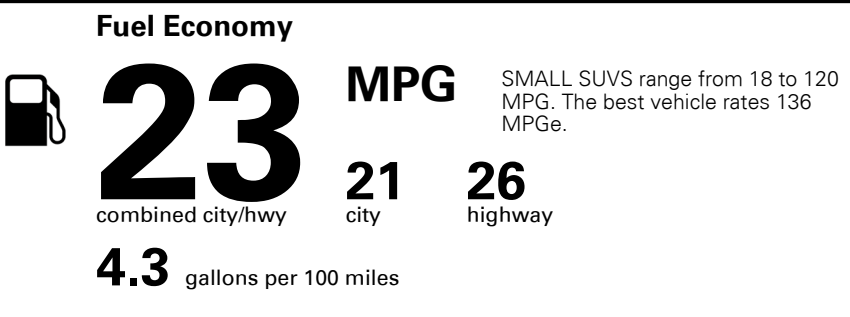 Fuel Economy
23
combined city/hwy
MPG
SMALL SUVS range from 18 to 120
MPG. The best vehicle rates 136
MPGe.
21
city
26
highway
4.3 gallons per 100 miles